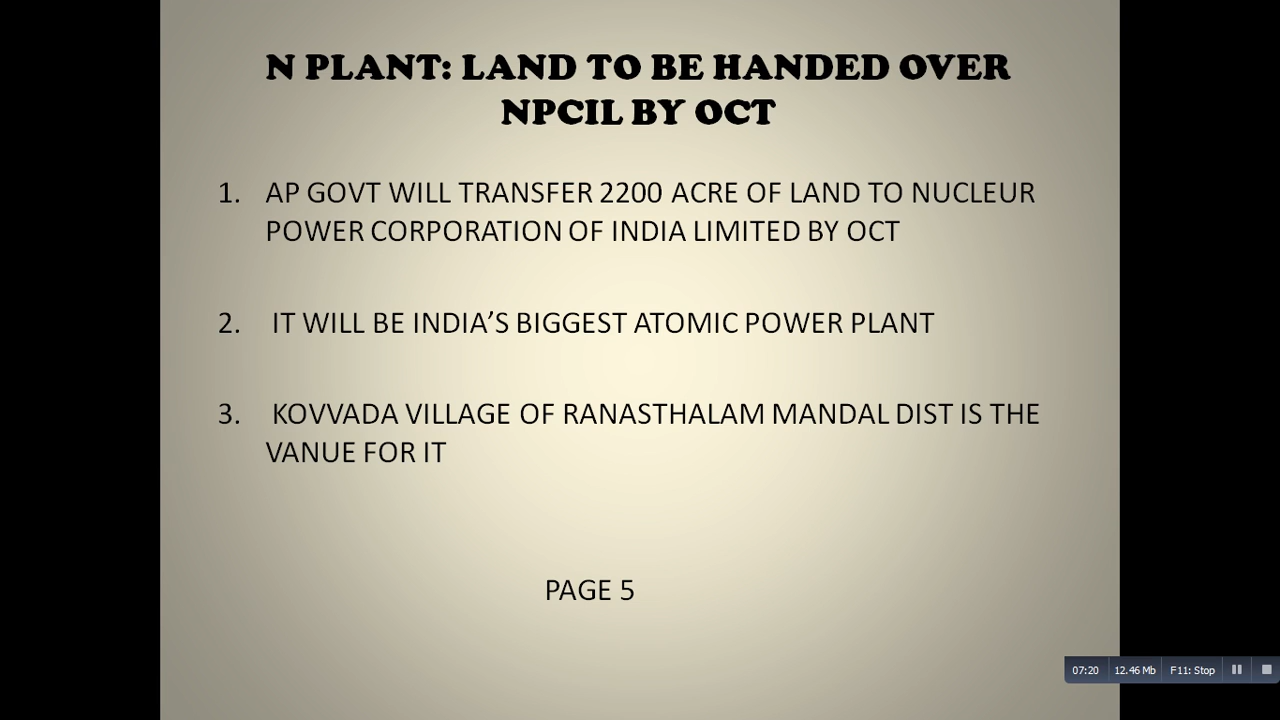 N PLANT: LAND TO BE HANDED OVER
NPCIL BY OCT
1. AP GOVT WILL TRANSFER 2200 ACRE OF LAND TO NUCLEUR
POWER CORPORATION OF INDIA LIMITED BY OCT
2. IT WILL BE INDIA’S BIGGEST ATOMIC POWER PLANT
3. KOVVADA VILLAGE OF RANASTHALAM MANDAL DIST IS THE
VANUE FOR IT
PAGE 5
07:20 12.46 Mb F11: Stop